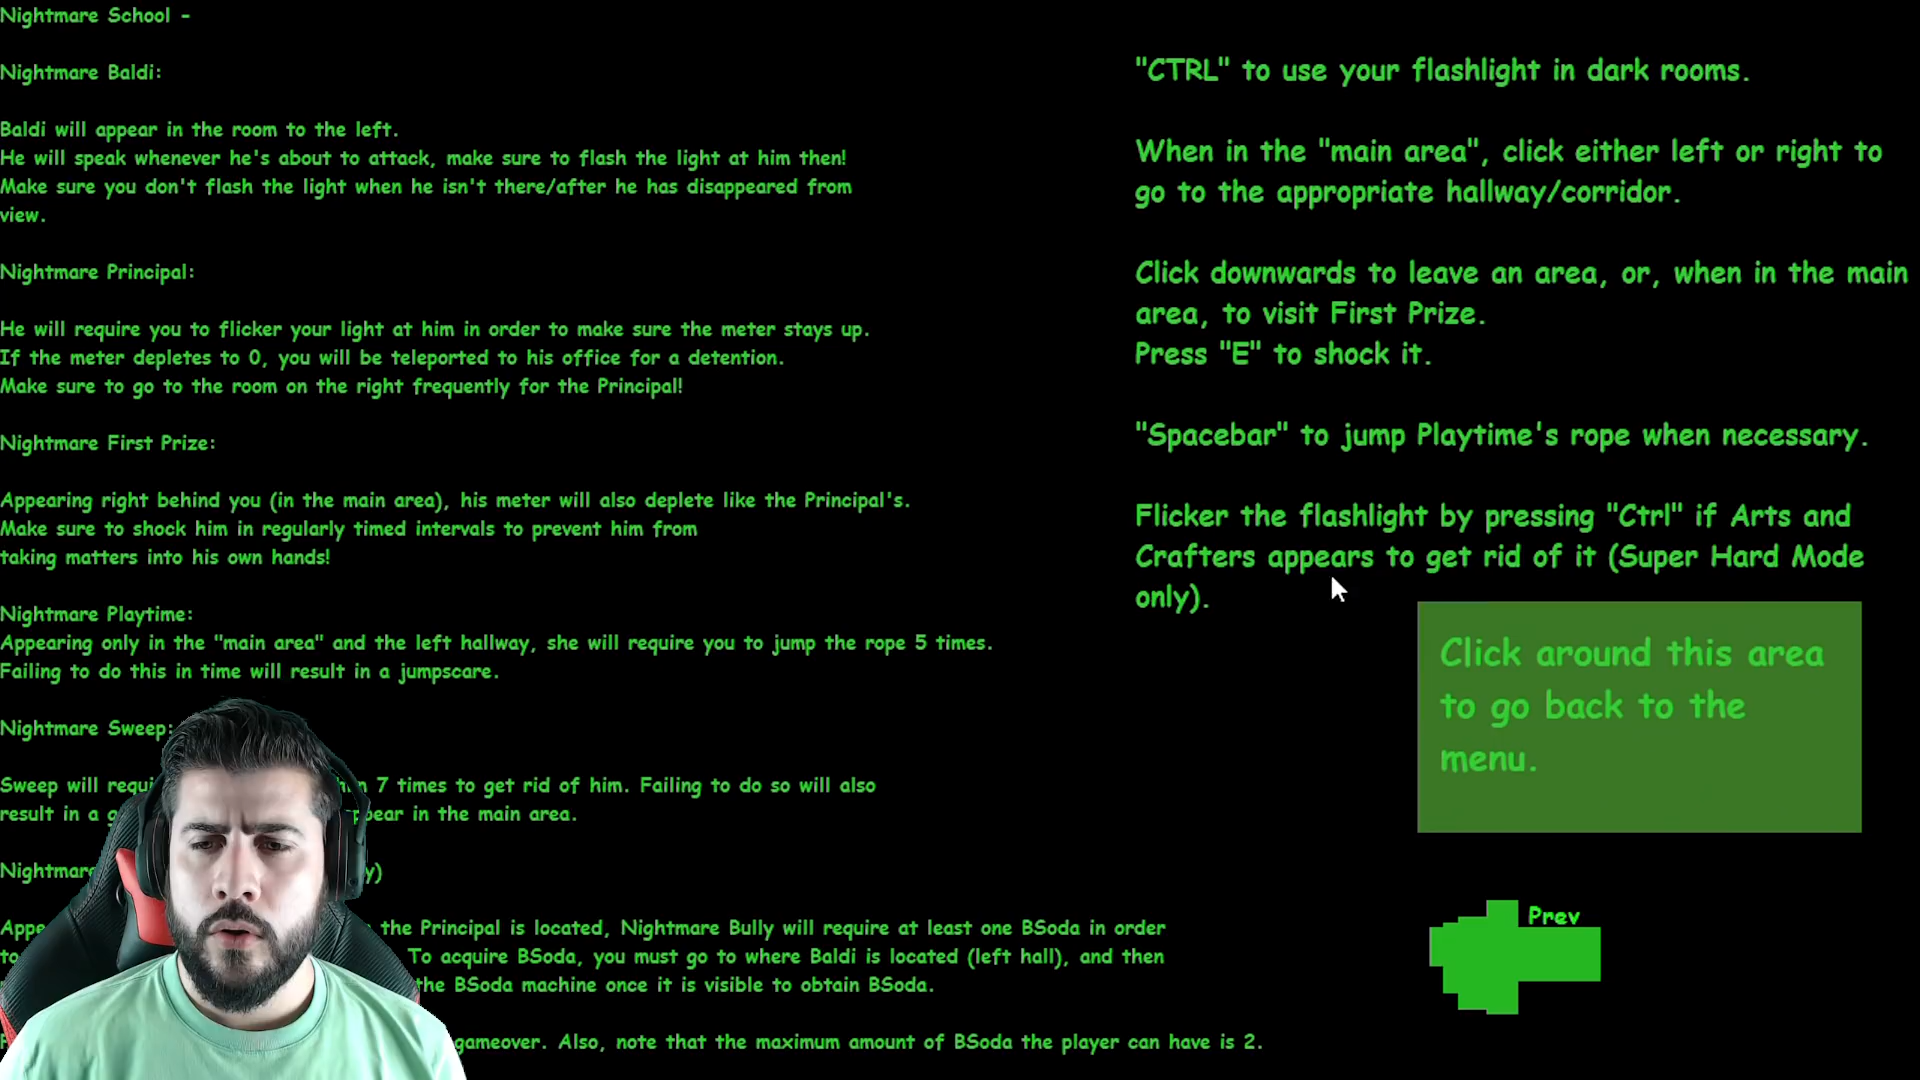 Nightmare School -
Nightmare Baldi:
Baldi will appear in the room to the left.
He will speak whenever he's about to attack, make sure to flash the light at him then!
Make sure you don't flash the light when he isn't there/after he has disappeared from
view.
Nightmare Principal:
He will require you to flicker your light at him in order to make sure the meter stays up.
If the meter depletes to 0, you will be teleported to his office for a detention.
Make sure to go to the room on the right frequently for the Principal!
Nightmare First Prize:
Appearing right behind you (in the main area), his meter will also deplete like the Principal's.
Make sure to shock him in regularly timed intervals to prevent him from
taking matters into his own hands!
Nightmare Playtime:
Appearing only in the "main area" and the left hallway, she will require you to jump the rope 5 times.
Failing to do this in time will result in a jumpscare.
Nightmare Sweep:
Sweep will 7 times to get rid of him. Failing to do so will also
result in a in the main area.
Nightmare
the Principal is located, Nightmare Bully will require at least one BSoda in order
To acquire BSoda, you must go to where Baldi is located (left hall), and then
the BSoda machine once it is visible to obtain BSoda.
gameover. Also, note that the maximum amount of BSoda the player can have is 2.
"CTRL" to use your flashlight in dark rooms.
When in the "main area", click either left or right to
go to the appropriate hallway/corridor.
Click downwards to leave an area, or, when in the main
area, to visit First Prize.
Press "E" to shock it.
"Spacebar" to jump Playtime's rope when necessary.
Flicker the flashlight by pressing "Ctrl" if Arts and
Crafters appears to get rid of it (Super Hard Mode
only).
Click around this area
to go back to the
menu.
Prev